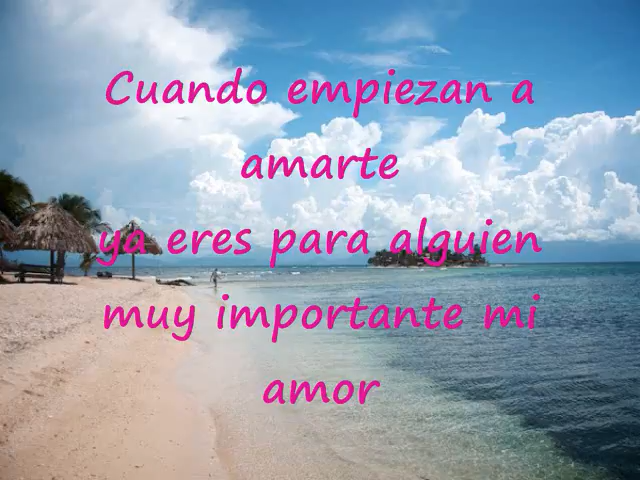 Cuando empiezan a
amarte
ya eres para alguien
muy importante mi
amor